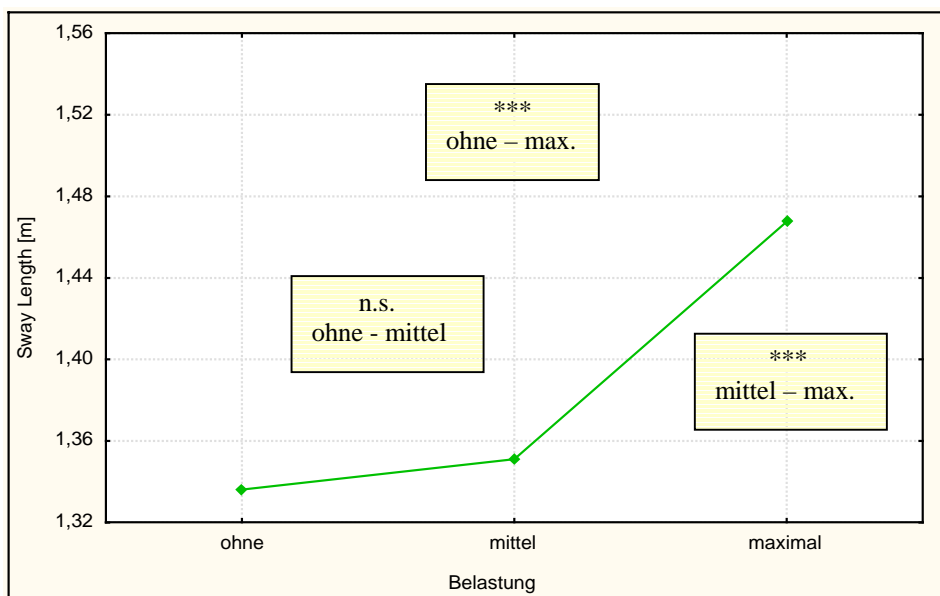 1,56
1,52
1,48
1,44
1,40
1,36
1,32
Sway Length [m]
***
ohne – max.
n.s.
ohne - mittel
***
mittel – max.
ohne
mittel
maximal
Belastung